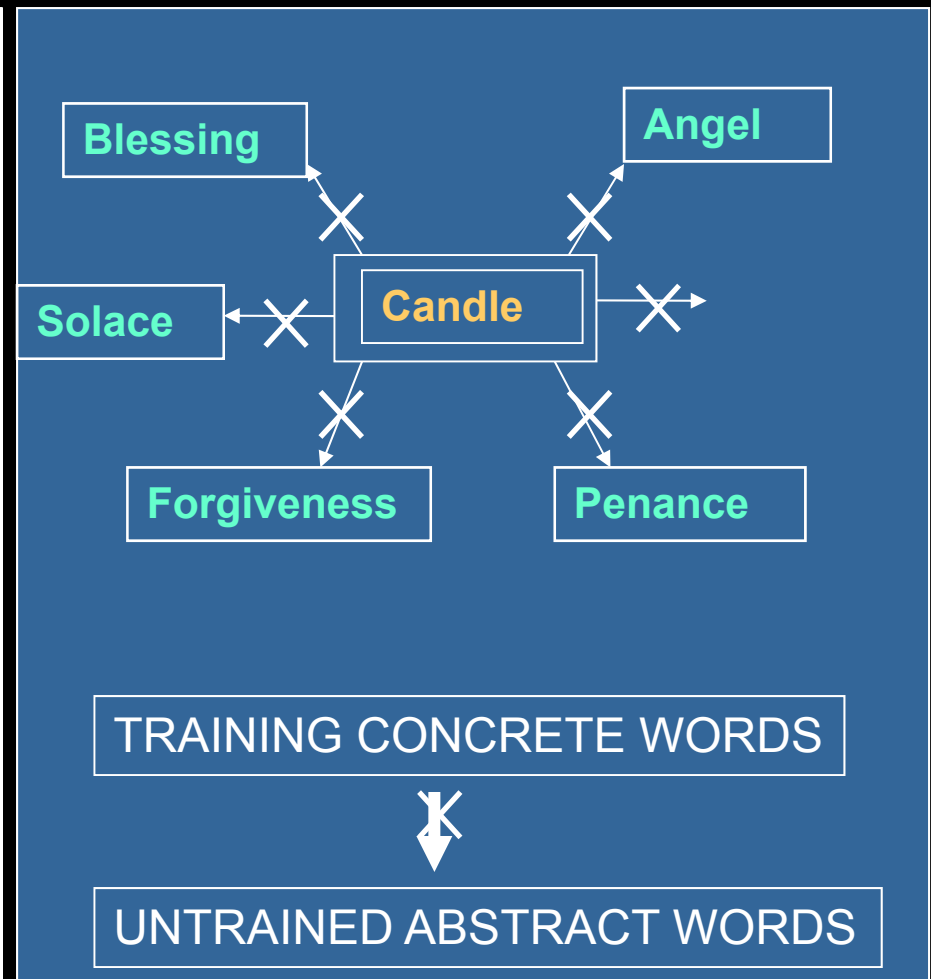 Blessing
Angel
Solace
Candle
Forgiveness
Penance
TRAINING CONCRETE WORDS
UNTRAINED ABSTRACT WORDS